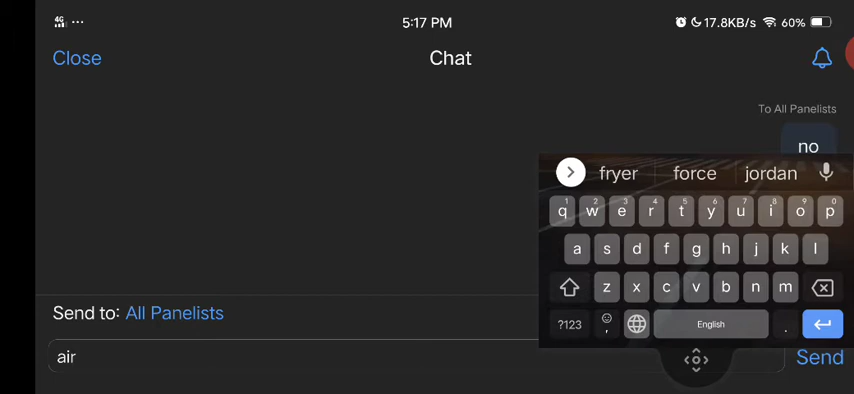 4G 5:17 PM 17.8KB/s 60%
Close Chat
To All Panelists
no
fryer force jordan
1 2 3 4 5 6 7 8 9 0
q w e r t y u i o p
a s d f g h j k l
z x c v b n m
Send to: All Panelists
?123 , English .
air Send